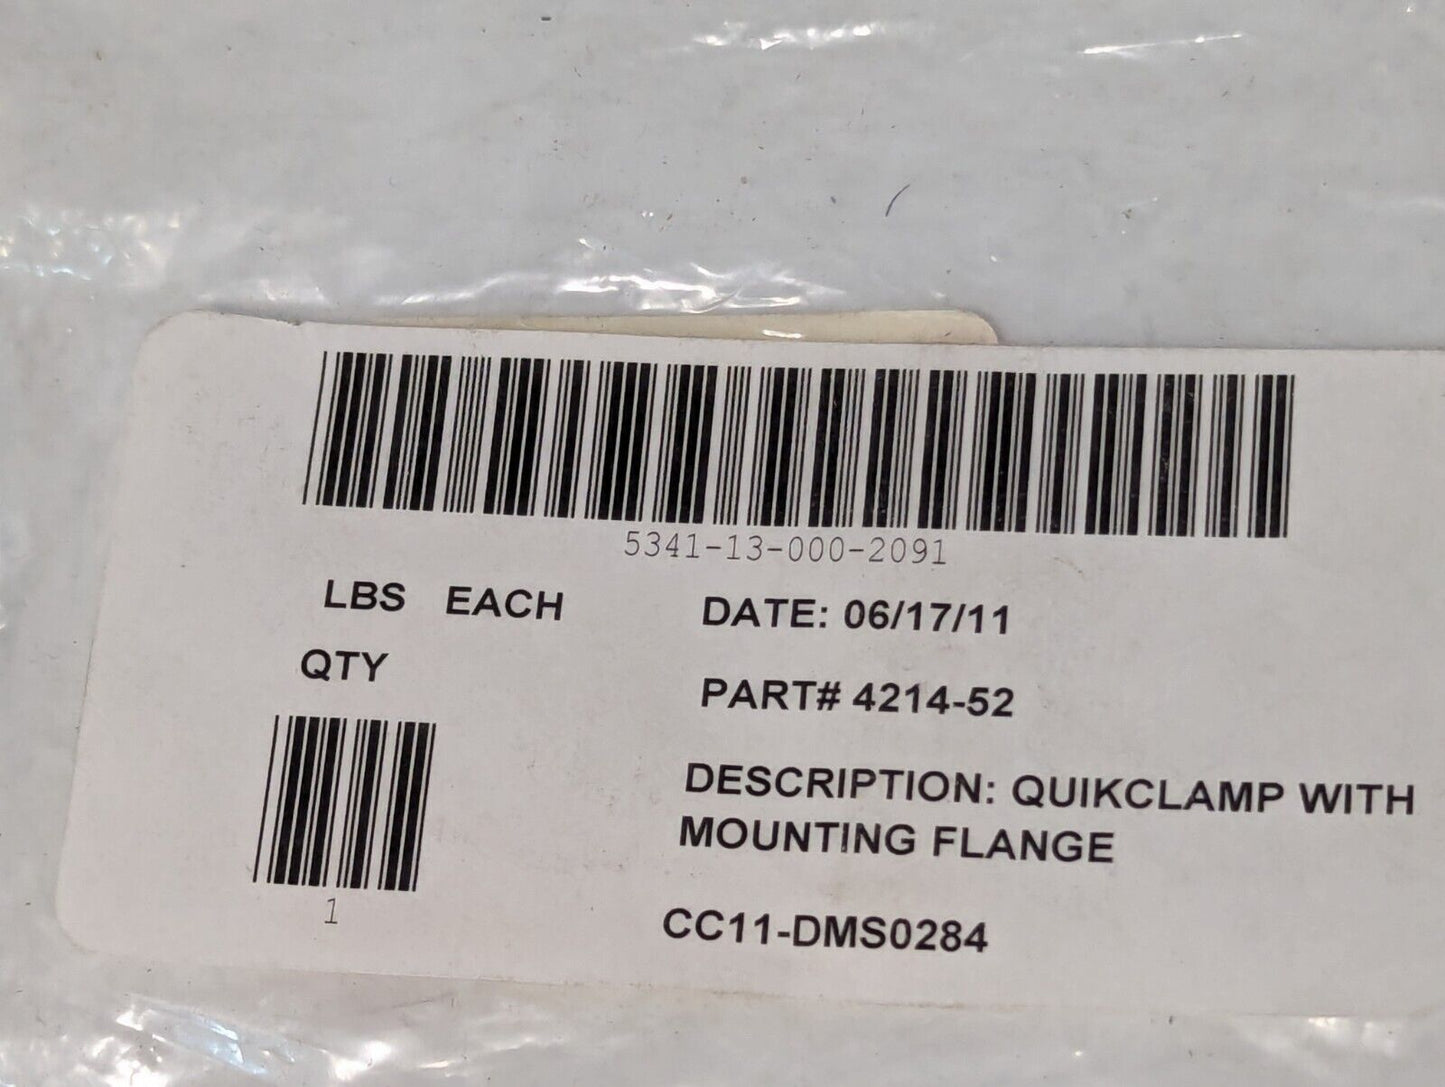 5341-13-000-2091
LBS EACH
DATE: 06/17/11
QTY
PART# 4214-52
1
DESCRIPTION: QUIKCLAMP WITH
MOUNTING FLANGE
CC11-DMS0284